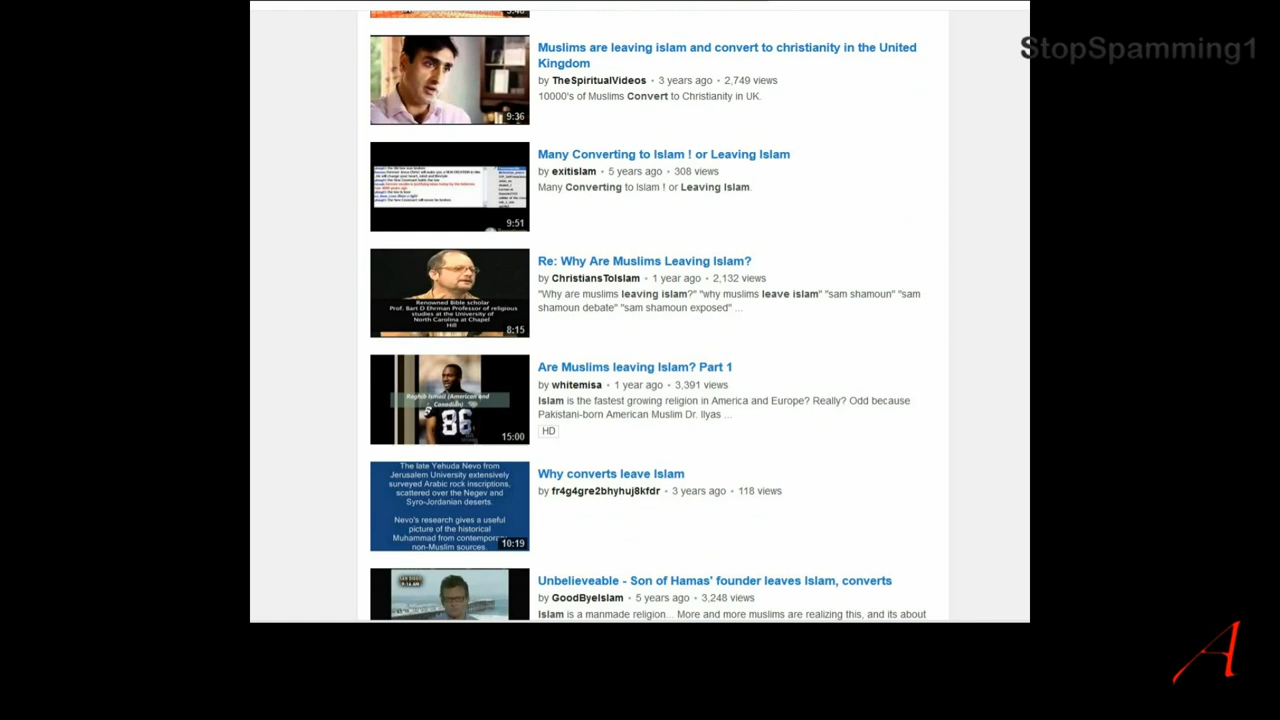 StopSpamming1
Muslims are leaving islam and convert to christianity in the United
Kingdom
by TheSpiritualVideos • 3 years ago • 2,749 views
10000's of Muslims Convert to Christianity in UK.
9:36
Many Converting to Islam ! or Leaving Islam
by exitislam • 5 years ago • 308 views
Many Converting to Islam ! or Leaving Islam.
9:51
Re: Why Are Muslims Leaving Islam?
by ChristiansToIslam • 1 year ago • 2,132 views
"Why are muslims leaving islam?" "why muslims leave islam" "sam shamoun" "sam
shamoun debate" "sam shamoun exposed" ...
Renowned Bible scholar
Prof. Bart D Ehrman Professor of religious
studies at the University of
North Carolina at Chapel
Hill
8:15
Are Muslims leaving Islam? Part 1
by whitemisa • 1 year ago • 3,391 views
Islam is the fastest growing religion in America and Europe? Really? Odd because
Pakistani-born American Muslim Dr. Ilyas ...
HD
Raghib Ismail (American and
Canadian)
86
15:00
Why converts leave Islam
by fr4g4gre2bhyhuj8kfdr • 3 years ago • 118 views
The late Yehuda Nevo from
Jerusalem University extensively
surveyed Arabic rock inscriptions,
scattered over the Negev and
Syro-Jordanian deserts.
Nevo's research gives a useful
picture of the historical
Muhammad from contemporary
non-Muslim sources.
10:19
Unbelieveable - Son of Hamas' founder leaves Islam, converts
by GoodByeIslam • 5 years ago • 3,248 views
Islam is a manmade religion... More and more muslims are realizing this, and its about
SAN DIEGO
A